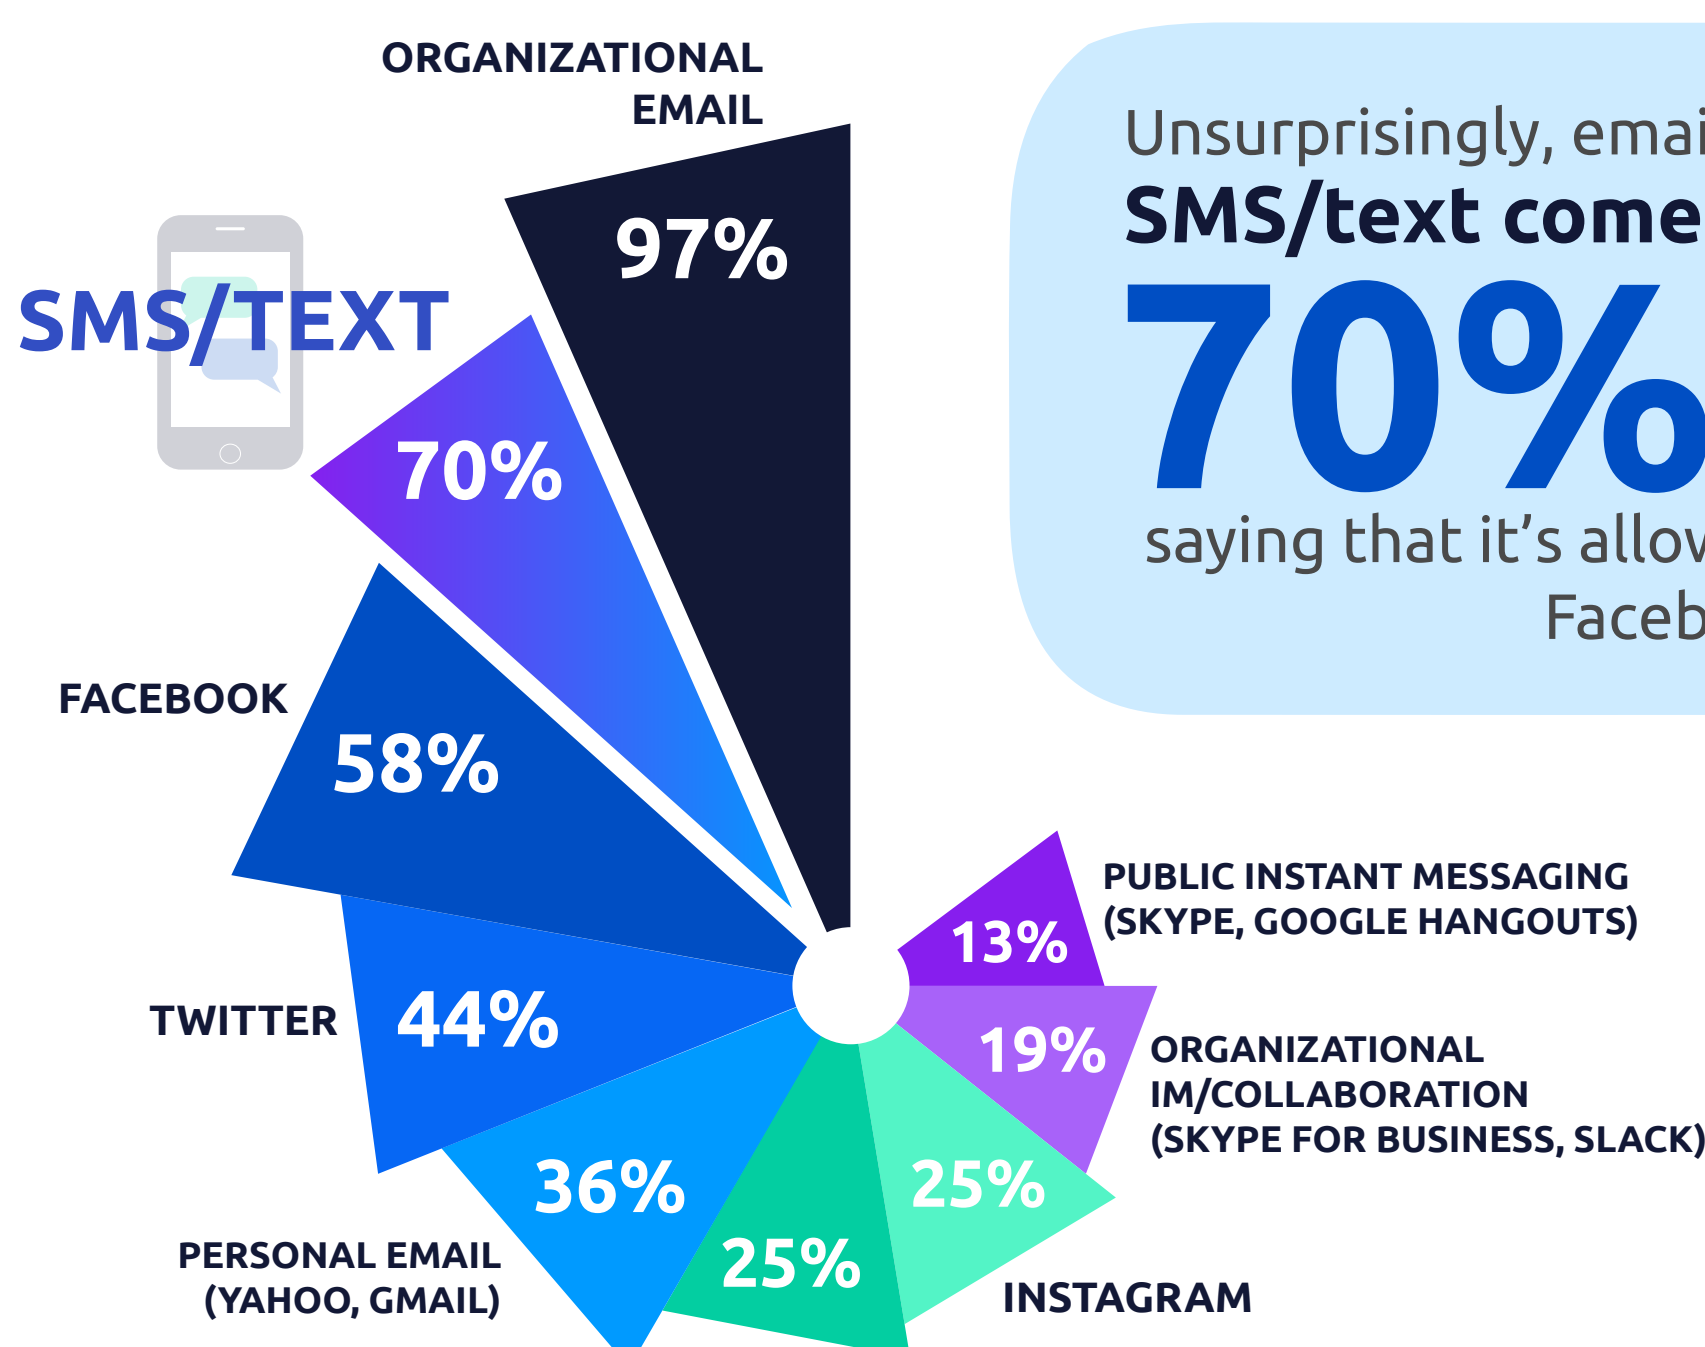 ORGANIZATIONAL
EMAIL
97%
SMS/TEXT
70%
FACEBOOK
58%
TWITTER
44%
PERSONAL EMAIL
(YAHOO, GMAIL)
36%
25%
25%
INSTAGRAM
19%
ORGANIZATIONAL
IM/COLLABORATION
(SKYPE FOR BUSINESS, SLACK)
13%
PUBLIC INSTANT MESSAGING
(SKYPE, GOOGLE HANGOUTS)
Unsurprisingly,
SMS/text
70%
saying that it’s